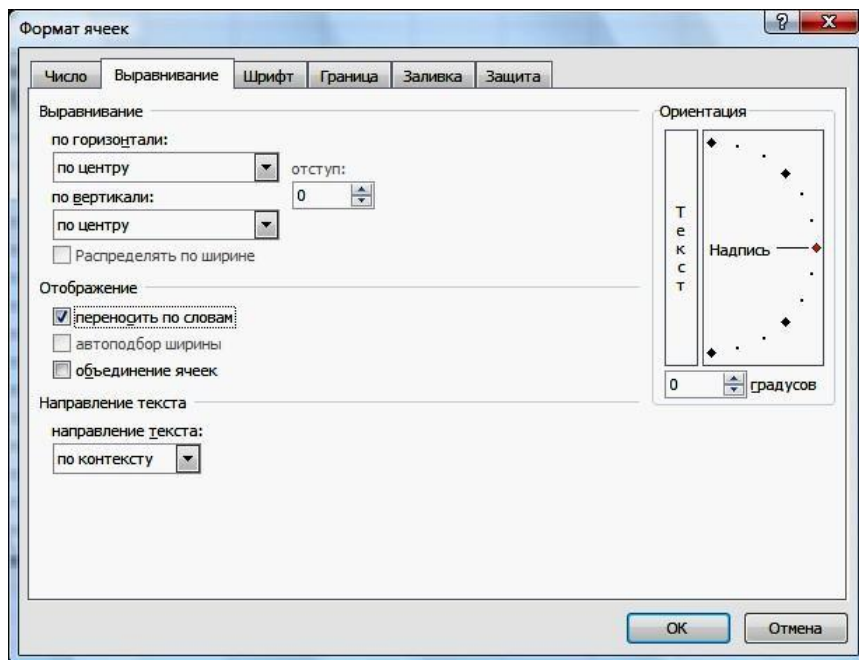 Формат ячеек
Число Выравнивание Шрифт Граница Заливка Защита
Выравнивание
по горизонтали:
по центру
отступ:
0
по вертикали:
по центру
Распределять по ширине
Отображение
переносить по словам
автоподбор ширины
объединение ячеек
Направление текста
направление текста:
по контексту
Ориентация
Текст
Надпись
0 градусов
ОК Отмена